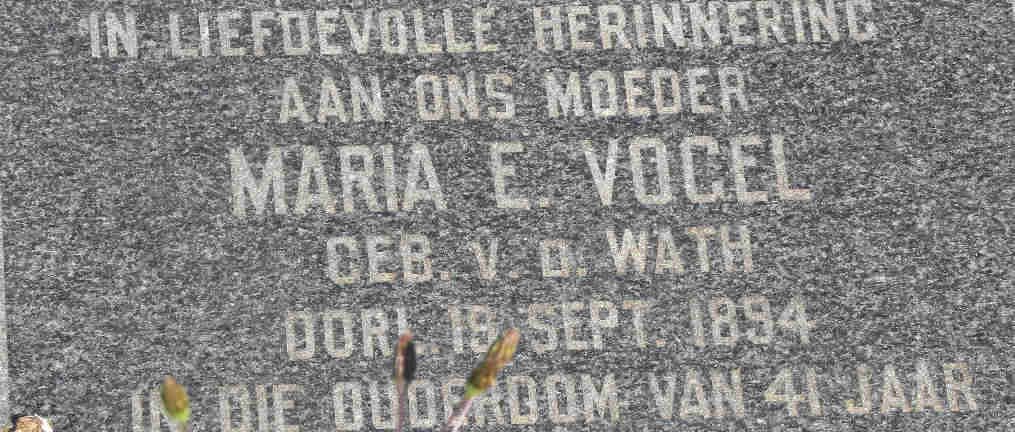 IN LIEFDEVOLLE HERINNERING
AAN ONS MOEDER
MARIA E. VOGEL
GEB. V. D. WATH
OORL. 19 SEPT. 1894
IN DIE OUDERDOM VAN 41 JAAR